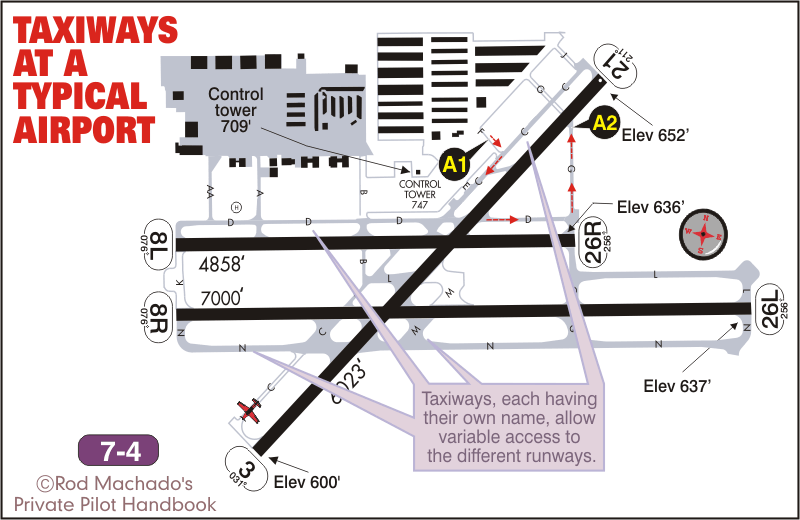 TAXIWAYS
AT A
TYPICAL
AIRPORT
Control
tower
709'
CONTROL
TOWER
747
A1
A2
21
211°
Elev 652'
Elev 636'
J
G
C
C
F
C
E
G
AA
A
B
H
D
D
D
D
8L
076°
26R
256°
4858'
N
E
S
W
K
B
L
L
M
7000'
8R
076°
26L
256°
L
N
N
C
M
N
N
G
Elev 637'
6023'
C
3
031°
Elev 600'
Taxiways, each having
their own name, allow
variable access to
the different runways.
7-4
©Rod Machado's
Private Pilot Handbook